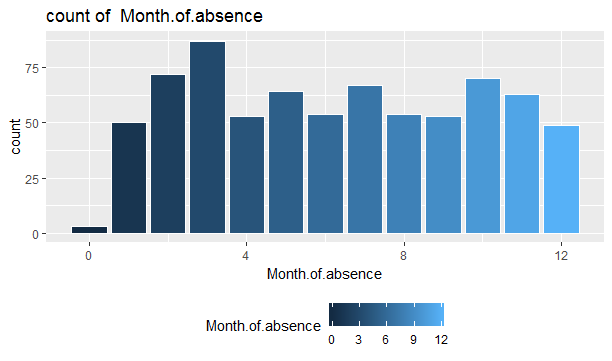 count of  Month.of.absence
75
50
25
0
count
0 4 8 12
Month.of.absence
Month.of.absence
0 3 6 9 12